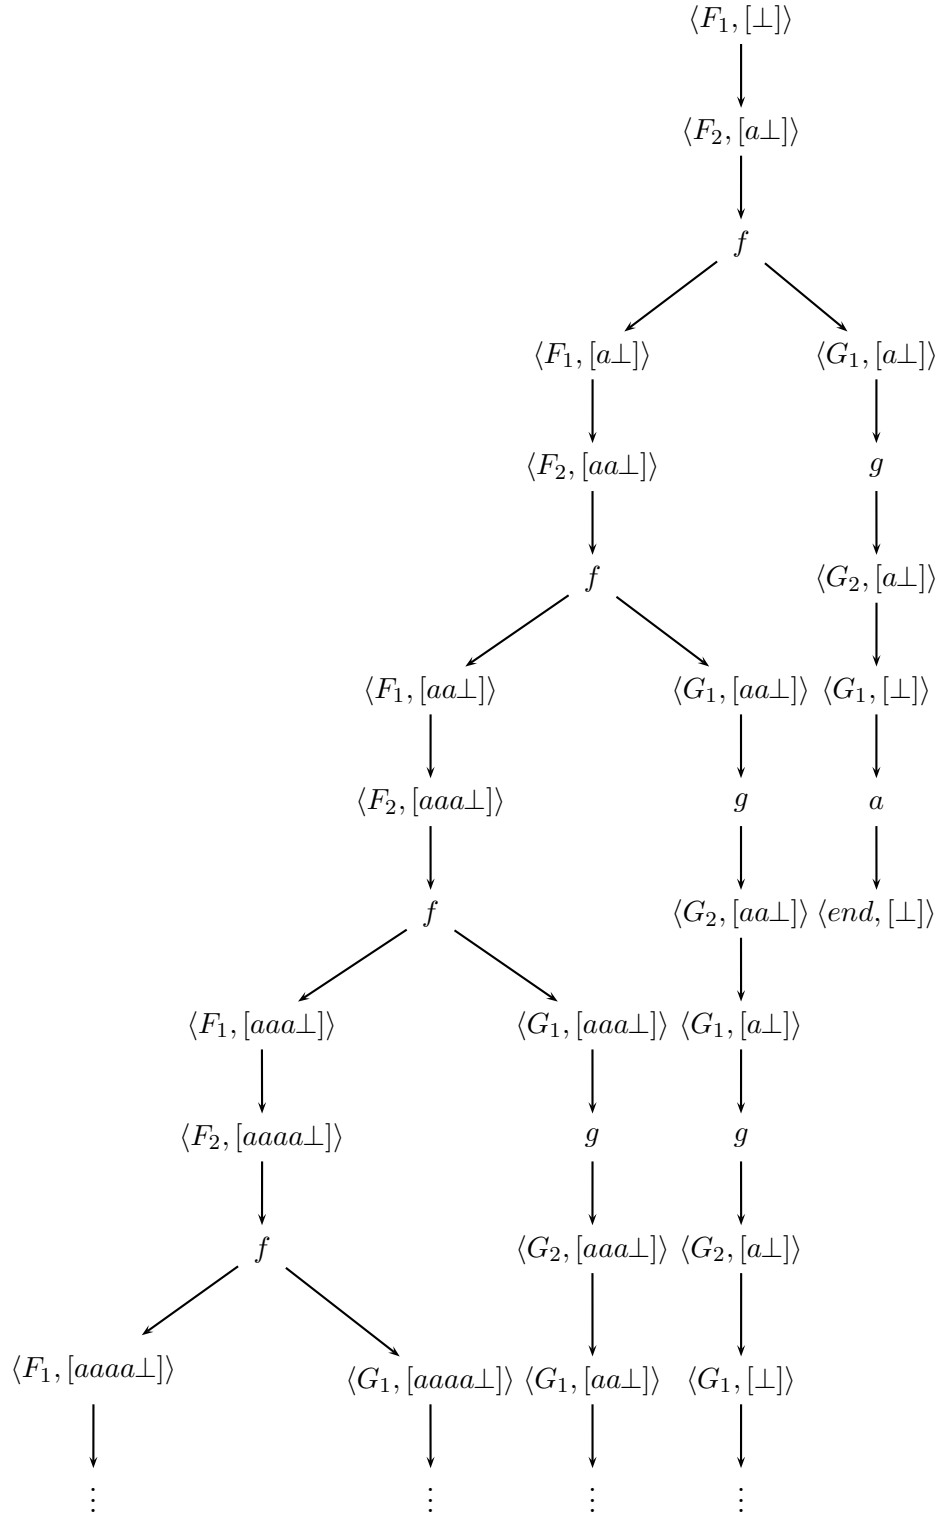 ⟨F₁, [⊥]⟩
⟨F₂, [a⊥]⟩
f
⟨F₁, [a⊥]⟩ ⟨G₁, [a⊥]⟩
⟨F₂, [aa⊥]⟩ g
f ⟨G₂, [a⊥]⟩
⟨F₁, [aa⊥]⟩ ⟨G₁, [aa⊥]⟩ ⟨G₁, [⊥]⟩
⟨F₂, [aaa⊥]⟩ g a
f ⟨G₂, [aa⊥]⟩ ⟨end, [⊥]⟩
⟨F₁, [aaa⊥]⟩ ⟨G₁, [aaa⊥]⟩ ⟨G₁, [a⊥]⟩
⟨F₂, [aaaa⊥]⟩ g g
f ⟨G₂, [aaa⊥]⟩ ⟨G₂, [a⊥]⟩
⟨F₁, [aaaa⊥]⟩ ⟨G₁, [aaaa⊥]⟩ ⟨G₁, [aa⊥]⟩ ⟨G₁, [⊥]⟩
⋮ ⋮ ⋮ ⋮